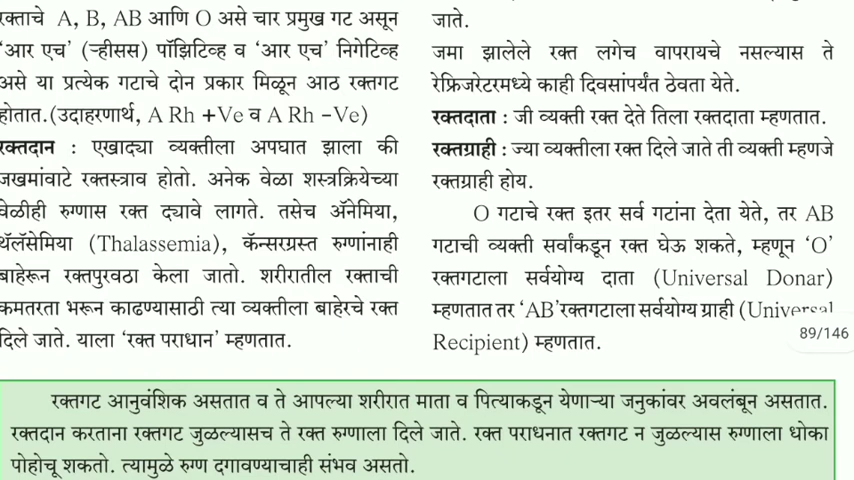 रक्ताचे A, B, AB आणि O असे चार प्रमुख गट असून
‘आर एच’ (ऱ्हीसस) पॉझिटिव्ह व ‘आर एच’ निगेटिव्ह
असे या प्रत्येक गटाचे दोन प्रकार मिळून आठ रक्तगट
होतात.(उदाहरणार्थ, A Rh +Ve व A Rh –Ve)
रक्तदान : एखाद्या व्यक्तीला अपघात झाला की
जखमांवाटे रक्तस्त्राव होतो. अनेक वेळा शस्त्रक्रियेच्या
वेळीही रुग्णास रक्त द्यावे लागते. तसेच ॲनेमिया,
थॅलॅसेमिया (Thalassemia), कॅन्सरग्रस्त रुग्णांनाही
बाहेरून रक्तपुरवठा केला जातो. शरीरातील रक्ताची
कमतरता भरून काढण्यासाठी त्या व्यक्तीला बाहेरचे रक्त
दिले जाते. याला ‘रक्त पराधान’ म्हणतात.
जाते.
जमा झालेले रक्त लगेच वापरायचे नसल्यास ते
रेफ्रिजरेटरमध्ये काही दिवसांपर्यंत ठेवता येते.
रक्तदाता : जी व्यक्ती रक्त देते तिला रक्तदाता म्हणतात.
रक्तग्राही : ज्या व्यक्तीला रक्त दिले जाते ती व्यक्ती म्हणजे
रक्तग्राही होय.
O गटाचे रक्त इतर सर्व गटांना देता येते, तर AB
गटाची व्यक्ती सर्वांकडून रक्त घेऊ शकते, म्हणून ‘O’
रक्तगटाला सर्वयोग्य दाता (Universal Donar)
म्हणतात तर ‘AB’रक्तगटाला सर्वयोग्य ग्राही (Universal
Recipient) म्हणतात.
89/146
रक्तगट आनुवंशिक असतात व ते आपल्या शरीरात माता व पित्याकडून येणाऱ्या जनुकांवर अवलंबून असतात.
रक्तदान करताना रक्तगट जुळल्यासच ते रक्त रुग्णाला दिले जाते. रक्त पराधनात रक्तगट न जुळल्यास रुग्णाला धोका
पोहोचू शकतो. त्यामुळे रुग्ण दगावण्याचाही संभव असतो.